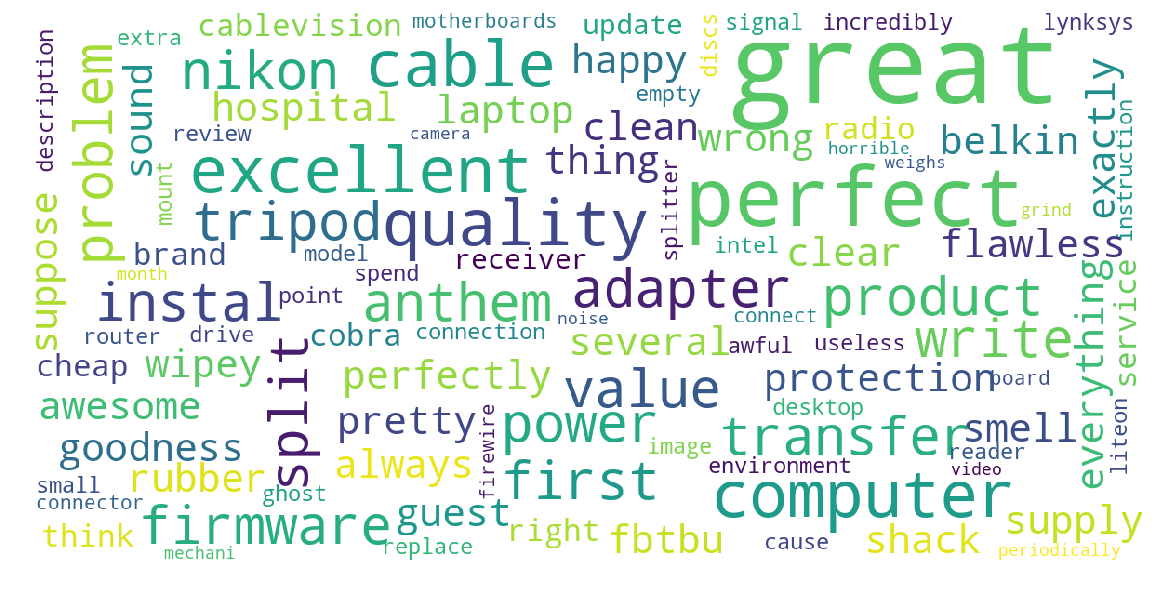 cablevision
motherboards
update
signal
incredibly
lynksys
extra
great
description
problem
sound
nikon
cable
happy
discs
exactly
hospital
laptop
empty
clean
wrong
radio
belkin
instruction
review
camera
horrible
weighs
mount
excellent
thing
splitter
perfect
grind
suppose
tripod
quality
intel
clear
flawless
brand
model
receiver
month
spend
adapter
product
everything
service
instal
point
anthem
noise
connect
router
drive
cobra
connection
several
awful
useless
write
cheap
wipey
split
perfectly
value
protection
board
awesome
pretty
power
desktop
transfer
smell
liteon
goodness
firewire
image
reader
rubber
always
first
environment
video
small
connector
ghost
computer
think
firmware
guest
right
fbtbu
cause
shack
supply
mechani
replace
periodically